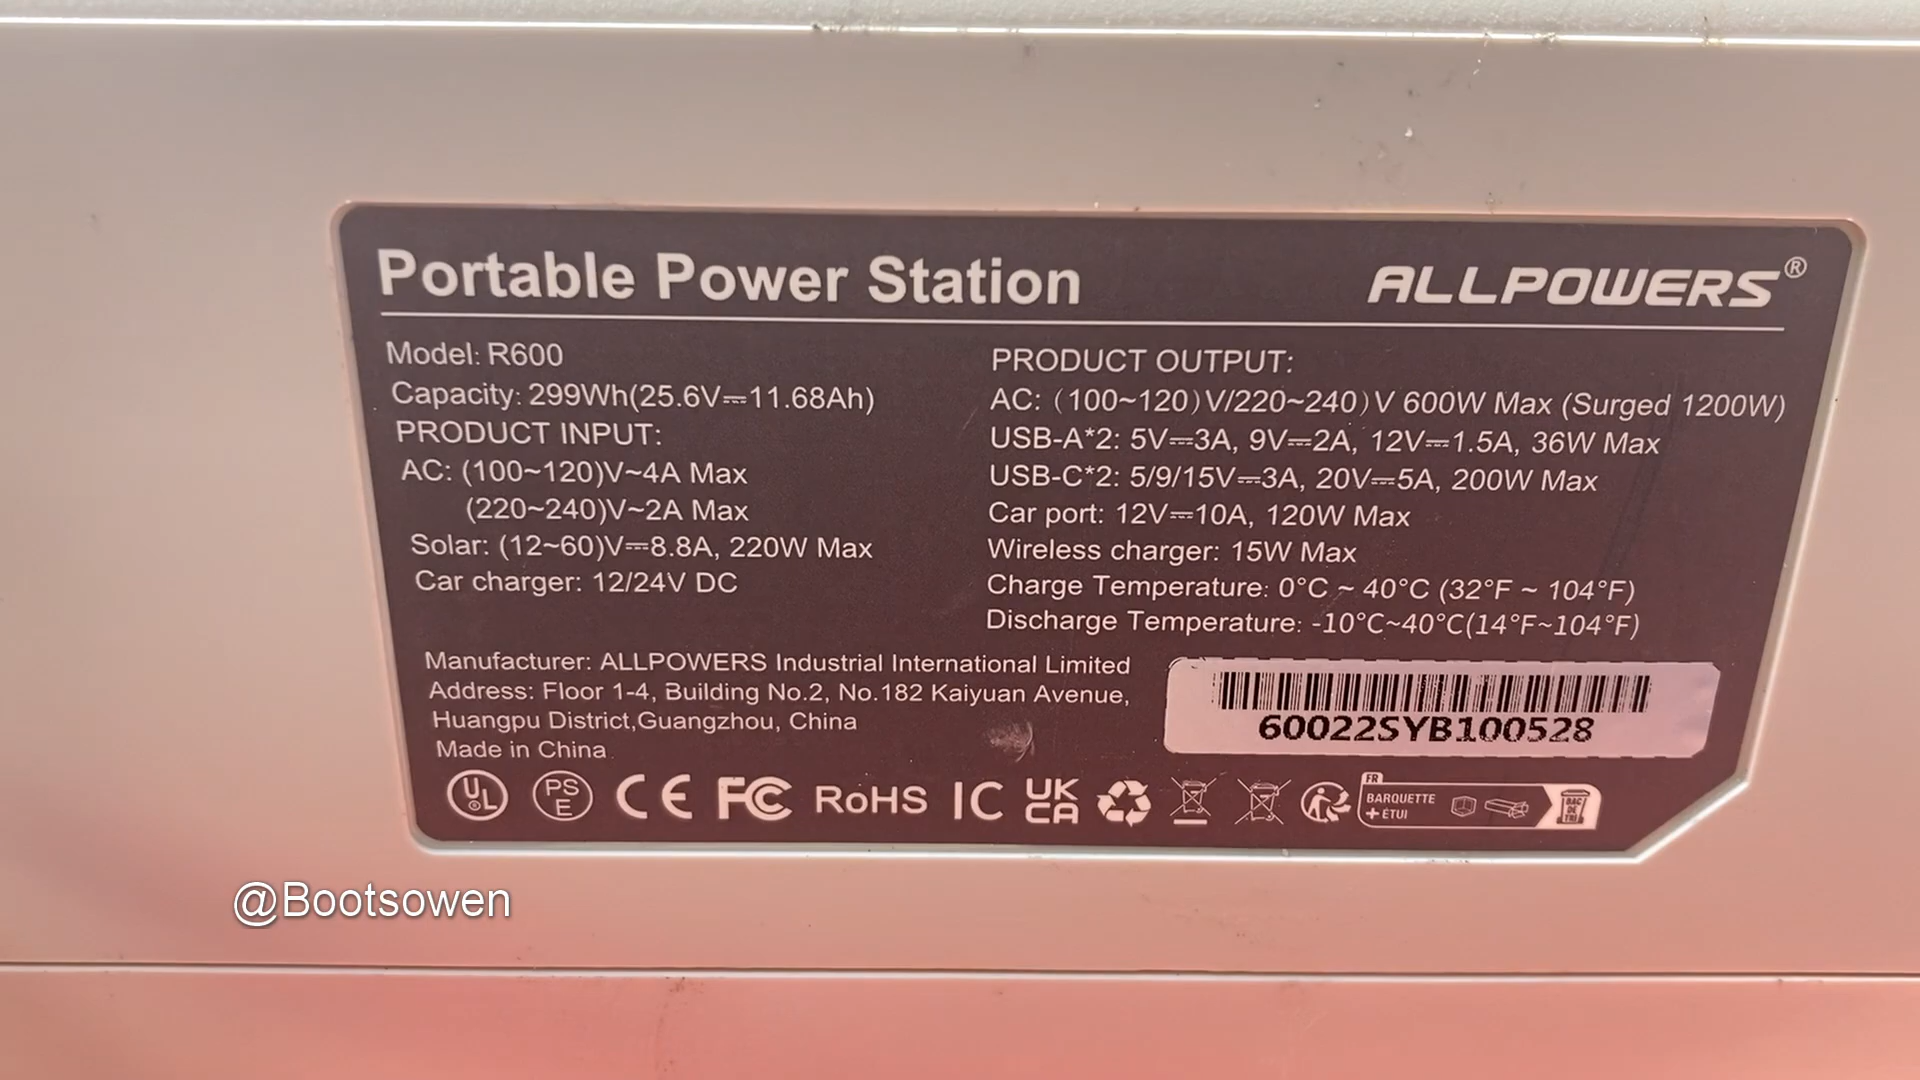 Portable Power Station
ALLPOWERS®
Model: R600
Capacity: 299Wh(25.6V⎓11.68Ah)
PRODUCT INPUT:
AC: (100~120)V~4A Max
(220~240)V~2A Max
Solar: (12~60)V⎓8.8A, 220W Max
Car charger: 12/24V DC
PRODUCT OUTPUT:
AC: (100~120)V/220~240)V 600W Max (Surged 1200W)
USB-A*2: 5V⎓3A, 9V⎓2A, 12V⎓1.5A, 36W Max
USB-C*2: 5/9/15V⎓3A, 20V⎓5A, 200W Max
Car port: 12V⎓10A, 120W Max
Wireless charger: 15W Max
Charge Temperature: 0°C ~ 40°C (32°F ~ 104°F)
Discharge Temperature: -10°C~40°C(14°F~104°F)
Manufacturer: ALLPOWERS Industrial International Limited
Address: Floor 1-4, Building No.2, No.182 Kaiyuan Avenue,
Huangpu District,Guangzhou, China
Made in China
60022SYB100528
UL® PSE CE FC RoHS IC UKCA
FR
BARQUETTE
+ ÉTUI
BAC DE TRI
@Bootsowen